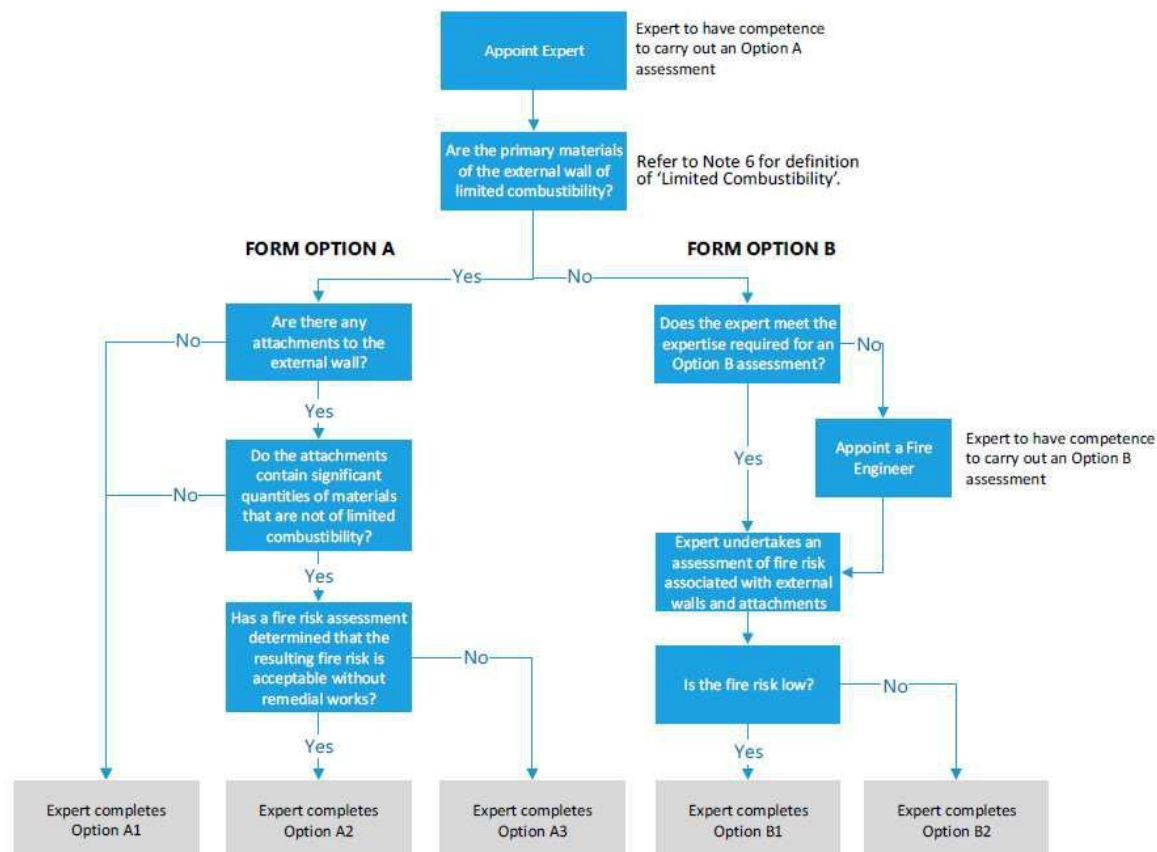 Appoint Expert
Expert to have competence
to carry out an Option A
assessment
Are the primary materials
of the external wall of
limited combustibility?
Refer to Note 6 for definition
of ‘Limited Combustibility’.
FORM OPTION A
FORM OPTION B
Yes
No
Are there any
attachments to the
external wall?
No
Yes
Do the attachments
contain significant
quantities of materials
that are not of limited
combustibility?
No
Yes
Has a fire risk assessment
determined that the
resulting fire risk is
acceptable without
remedial works?
No
Yes
Does the expert meet the
expertise required for an
Option B assessment?
No
Yes
Appoint a Fire
Engineer
Expert to have competence
to carry out an Option B
assessment
Expert undertakes an
assessment of fire risk
associated with external
walls and attachments
Is the fire risk low?
No
Yes
Expert completes
Option A1
Expert completes
Option A2
Expert completes
Option A3
Expert completes
Option B1
Expert completes
Option B2